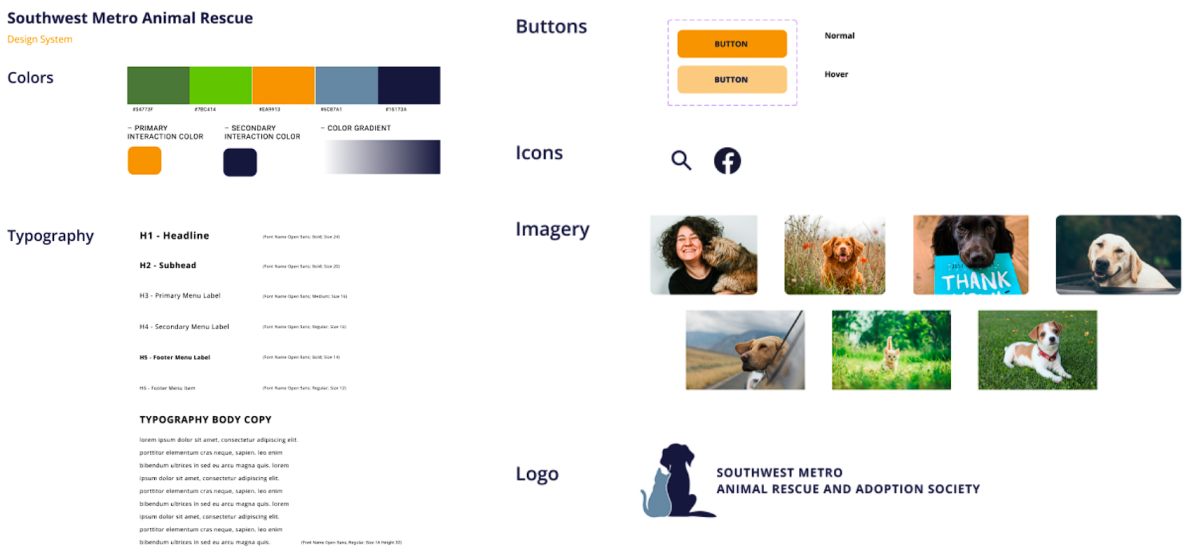 Southwest Metro Animal Rescue
Design System
Colors
#54773F
#7BC414
#EA9913
#6C87A1
#151734
– PRIMARY
INTERACTION COLOR
– SECONDARY
INTERACTION COLOR
– COLOR GRADIENT
Typography
H1 - Headline
(Font Name Open Sans; Bold; Size 24)
H2 - Subhead
(Font Name Open Sans; Bold; Size 20)
H3 - Primary Menu Label
(Font Name Open Sans; Medium; Size 16)
H4 - Secondary Menu Label
(Font Name Open Sans; Regular; Size 16)
H5 - Footer Menu Label
(Font Name Open Sans; Bold; Size 14)
H6 - Footer Menu Item
(Font Name Open Sans; Regular; Size 12)
TYPOGRAPHY BODY COPY
lorem ipsum dolor sit amet, consectetur adipiscing elit.
porttitor elementum cras neque, sapien, leo enim
bibendum ultrices in sed eu arcu magna quis. lorem
ipsum dolor sit amet, consectetur adipiscing elit.
porttitor elementum cras neque, sapien, leo enim
bibendum ultrices in sed eu arcu magna quis. lorem
ipsum dolor sit amet, consectetur adipiscing elit.
porttitor elementum cras neque, sapien, leo enim
bibendum ultrices in sed eu arcu magna quis.
(Font Name Open Sans, Regular; Size 14 Height 32)
Buttons
BUTTON
Normal
BUTTON
Hover
Icons
Imagery
THANK
Logo
SOUTHWEST METRO
ANIMAL RESCUE AND ADOPTION SOCIETY